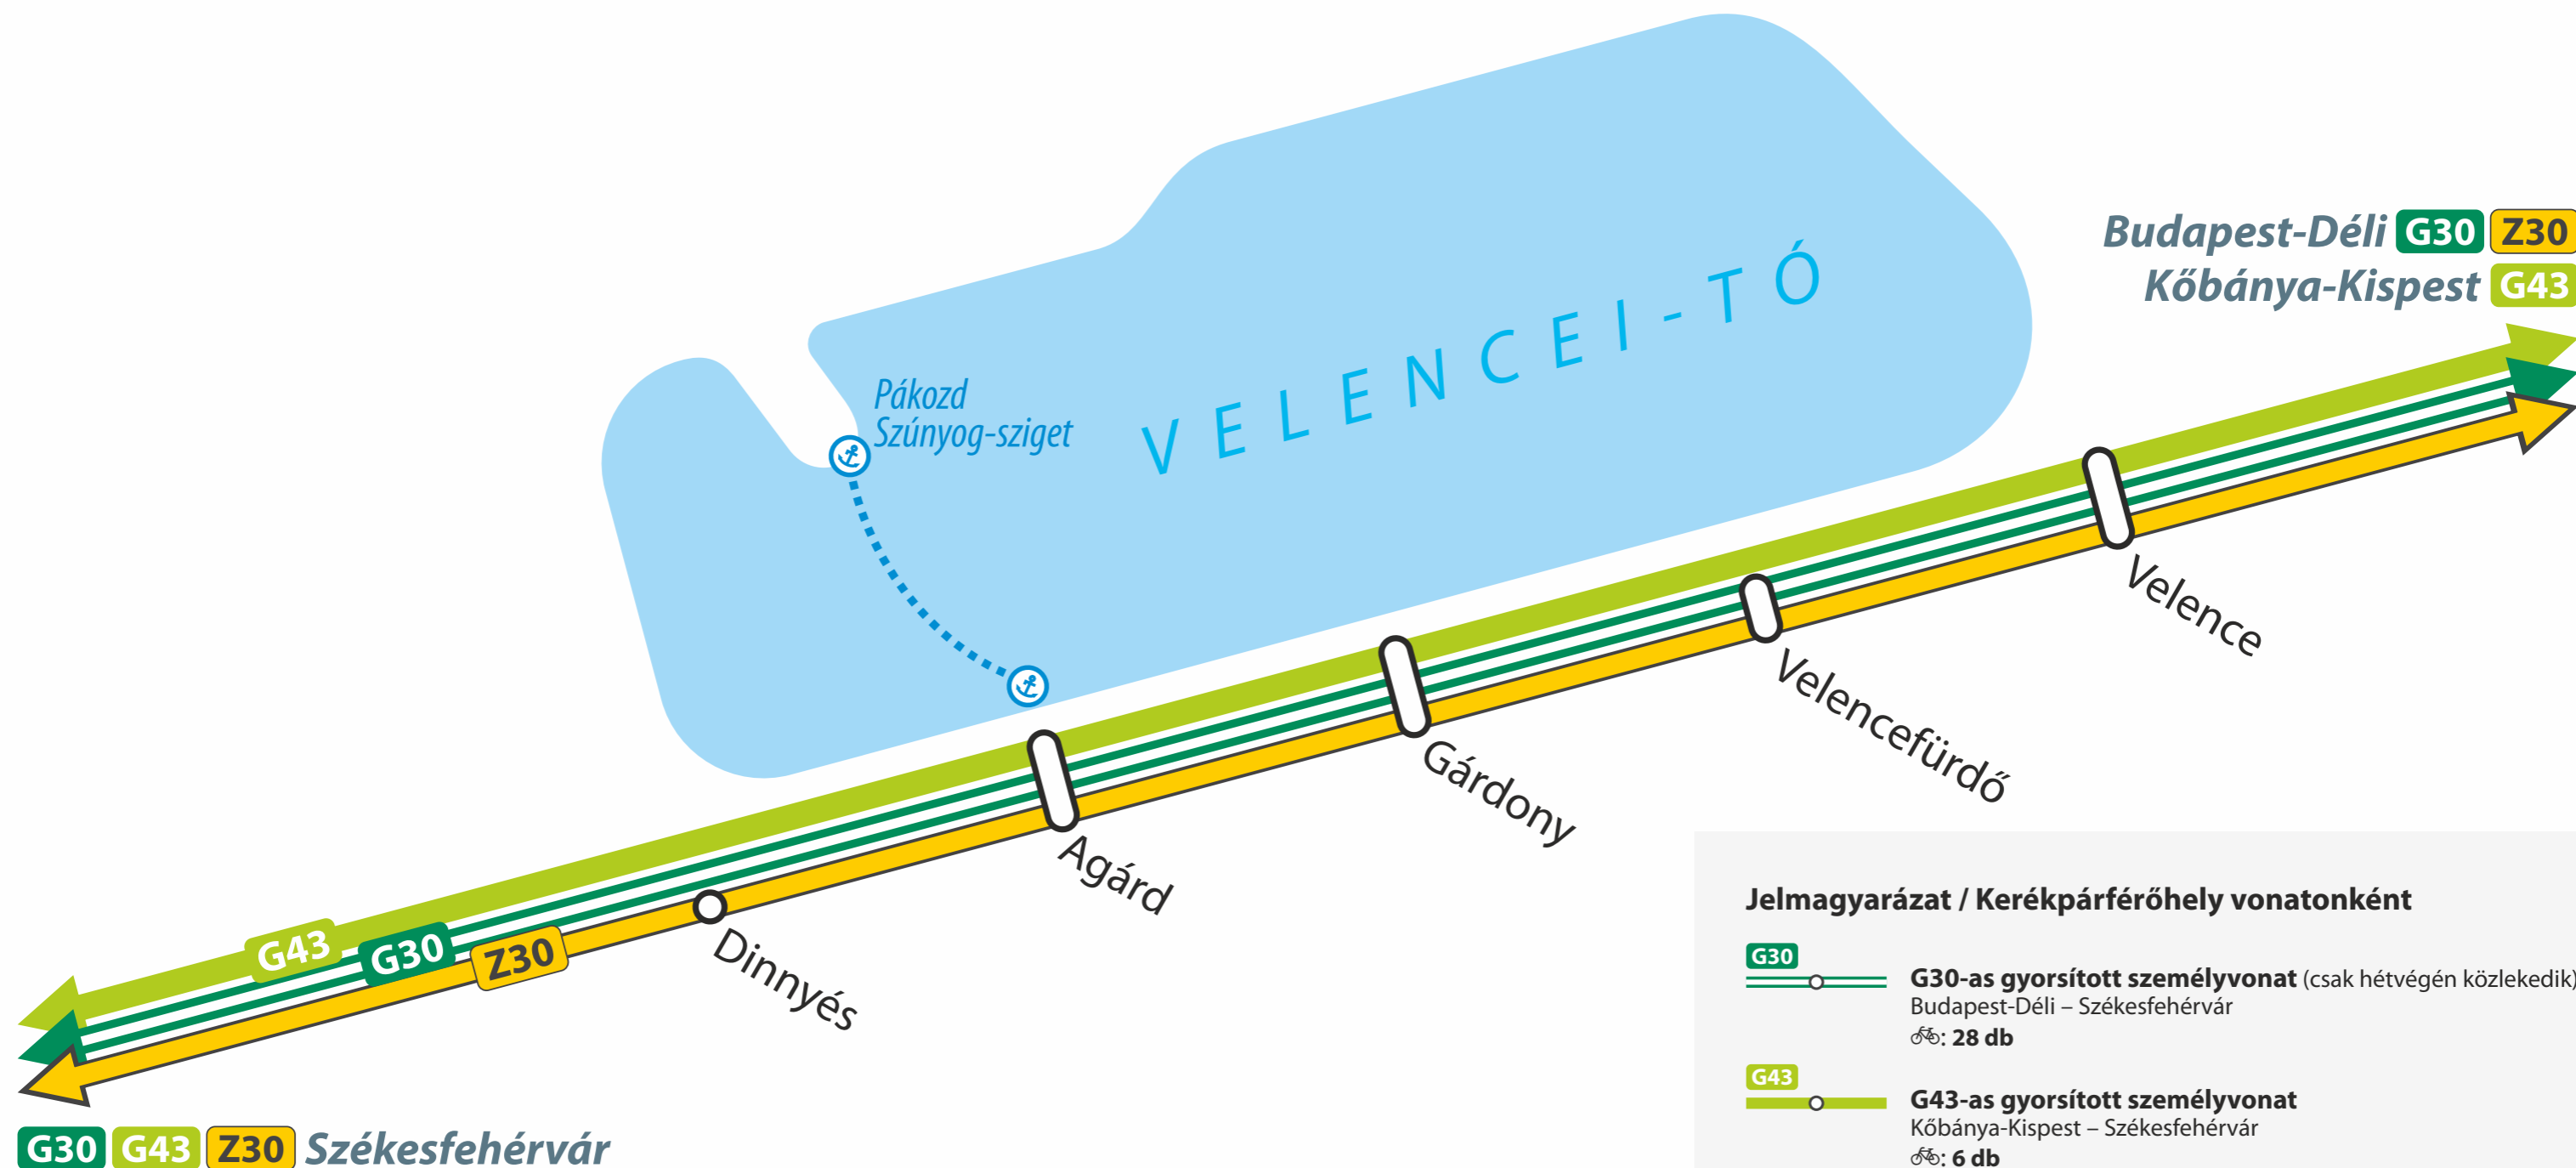 Budapest-Déli G30 Z30
Kőbánya-Kispest G43
Pákozd
Szúnyog-sziget
VELENCEI-TÓ
Velence
Velencefürdő
Gárdony
Agárd
Dinnyés
G43 G30 Z30
G30 G43 Z30 Székesfehérvár
Jelmagyarázat / Kerékpárférőhely vonatonként
G30
G30-as gyorsított személyvonat (csak hétvégén közlekedik)
Budapest-Déli – Székesfehérvár
: 28 db
G43
G43-as gyorsított személyvonat
Kőbánya-Kispest – Székesfehérvár
: 6 db